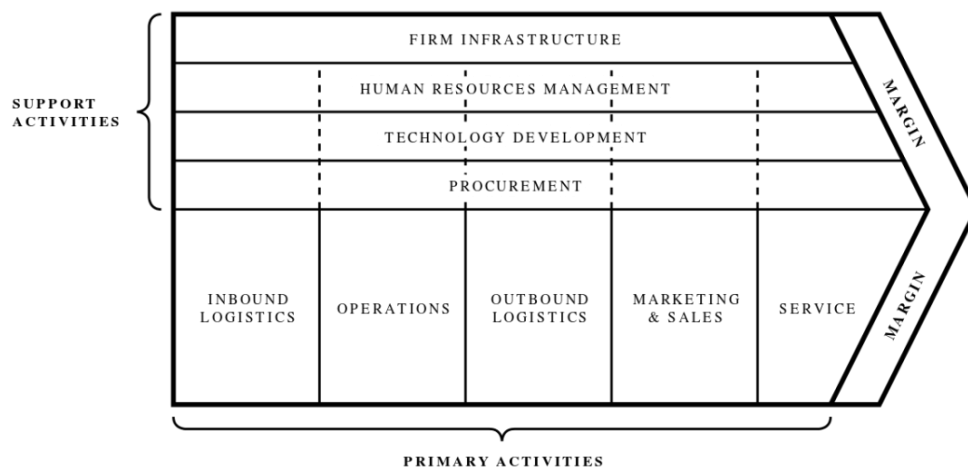 FIRM INFRASTRUCTURE
HUMAN RESOURCES MANAGEMENT
SUPPORT
ACTIVITIES
TECHNOLOGY DEVELOPMENT
PROCUREMENT
MARGIN
INBOUND
LOGISTICS
OPERATIONS
OUTBOUND
LOGISTICS
MARKETING
& SALES
SERVICE
MARGIN
PRIMARY ACTIVITIES